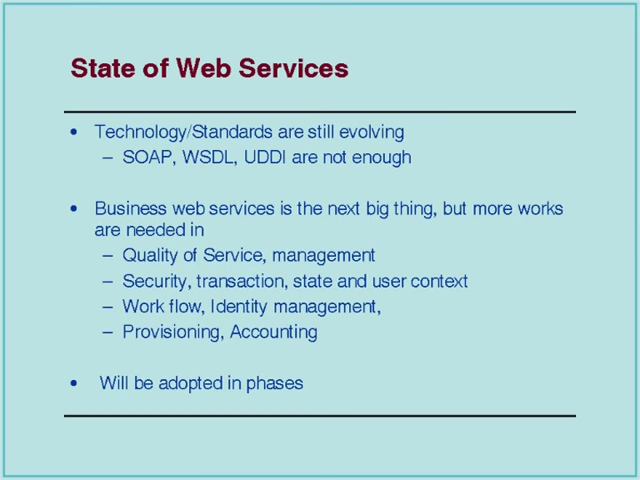 State of Web Services
• Technology/Standards are still evolving
– SOAP, WSDL, UDDI are not enough
• Business web services is the next big thing, but more works
are needed in
– Quality of Service, management
– Security, transaction, state and user context
– Work flow, Identity management,
– Provisioning, Accounting
• Will be adopted in phases